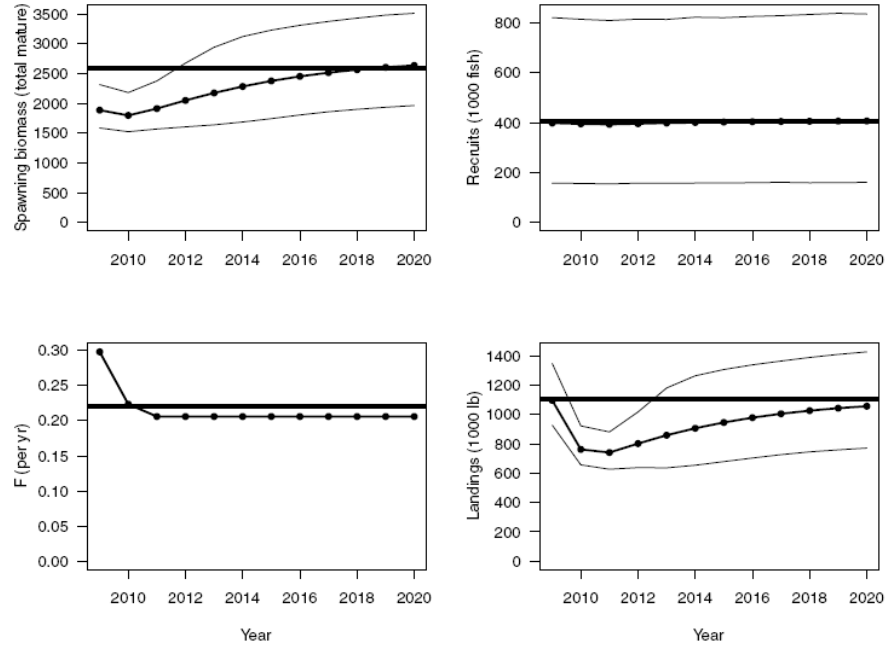 Spawning biomass (total mature)
3500
3000
2500
2000
1500
1000
500
0
2010 2012 2014 2016 2018 2020
Recruits (1000 fish)
800
600
400
200
0
2010 2012 2014 2016 2018 2020
F (per yr)
0.30
0.25
0.20
0.15
0.10
0.05
0.00
2010 2012 2014 2016 2018 2020
Year
Landings (1000 lb)
1400
1200
1000
800
600
400
200
0
2010 2012 2014 2016 2018 2020
Year